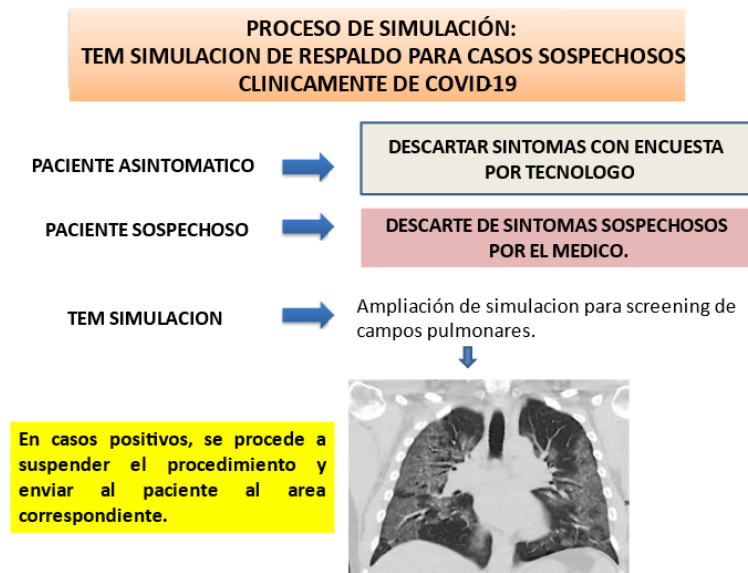 PROCESO DE SIMULACIÓN:
TEM SIMULACION DE RESPALDO PARA CASOS SOSPECHOSOS
CLINICAMENTE DE COVID-19
PACIENTE ASINTOMATICO
DESCARTAR SINTOMAS CON ENCUESTA
POR TECNOLOGO
PACIENTE SOSPECHOSO
DESCARTE DE SINTOMAS SOSPECHOSOS
POR EL MEDICO.
TEM SIMULACION
Ampliación de simulacion para screening de
campos pulmonares.
En casos positivos, se procede a
suspender el procedimiento y
enviar al paciente al area
correspondiente.